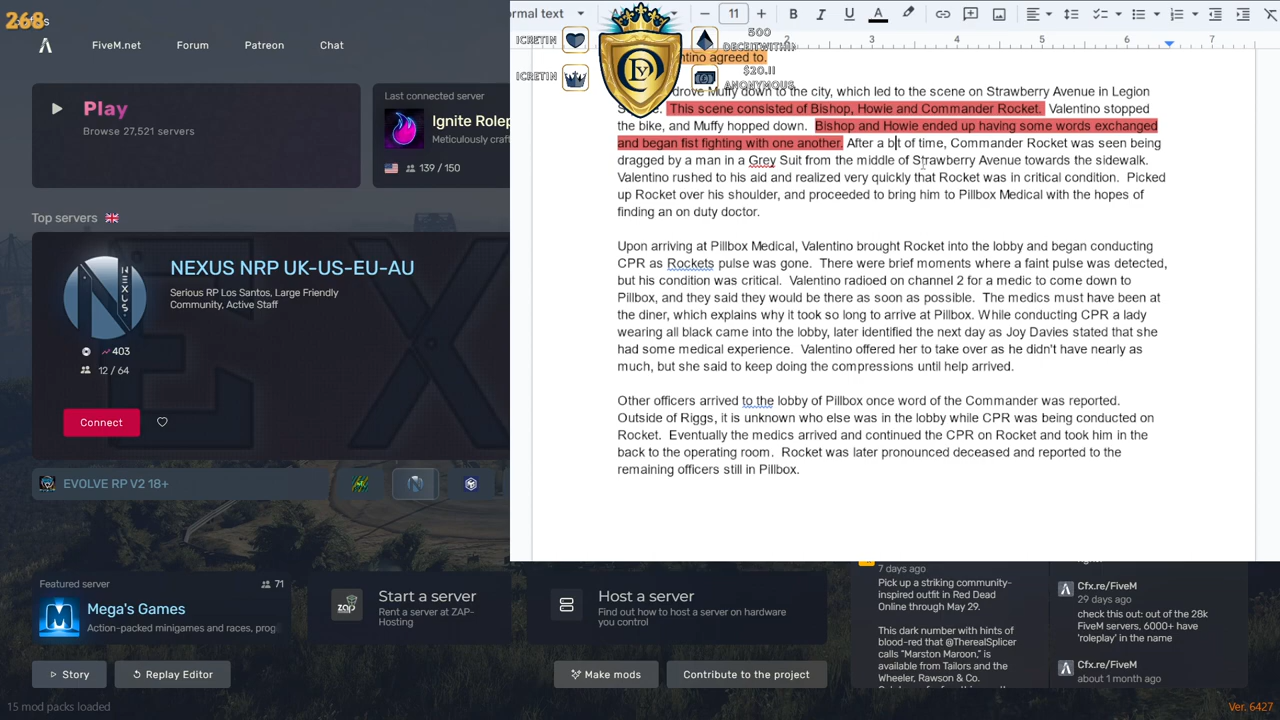 268
FiveM.net
Forum
Patreon
Chat
Play
Browse 27,521 servers
Last connected server
Ignite Rolep
139 / 150
Top servers
NEXUS NRP UK-US-EU-AU
Serious RP Los Santos, Large Friendly
Community, Active Staff
403
12 / 64
Connect
EVOLVE RP V2 18+
Featured server
71
Mega's Games
Action-packed minigames and races, prog
Start a server
Rent a server at ZAP-
Hosting
Story
Replay Editor
15 mod packs loaded
ormal text
11
ICRETIN
500
DECEITWITHIN
ICRETIN
$20.11
ANONYMOUS
DV
2 3 4 5 6 7
ntino agreed to.
drove Muffy down to the city, which led to the scene on Strawberry Avenue in Legion
This scene consisted of Bishop, Howie and Commander Rocket. Valentino stopped
the bike, and Muffy hopped down. Bishop and Howie ended up having some words exchanged
and began fist fighting with one another. After a bit of time, Commander Rocket was seen being
dragged by a man in a Grey Suit from the middle of Strawberry Avenue towards the sidewalk.
Valentino rushed to his aid and realized very quickly that Rocket was in critical condition. Picked
up Rocket over his shoulder, and proceeded to bring him to Pillbox Medical with the hopes of
finding an on duty doctor.
Upon arriving at Pillbox Medical, Valentino brought Rocket into the lobby and began conducting
CPR as Rockets pulse was gone. There were brief moments where a faint pulse was detected,
but his condition was critical. Valentino radioed on channel 2 for a medic to come down to
Pillbox, and they said they would be there as soon as possible. The medics must have been at
the diner, which explains why it took so long to arrive at Pillbox. While conducting CPR a lady
wearing all black came into the lobby, later identified the next day as Joy Davies stated that she
had some medical experience. Valentino offered her to take over as he didn't have nearly as
much, but she said to keep doing the compressions until help arrived.
Other officers arrived to the lobby of Pillbox once word of the Commander was reported.
Outside of Riggs, it is unknown who else was in the lobby while CPR was being conducted on
Rocket. Eventually the medics arrived and continued the CPR on Rocket and took him in the
back to the operating room. Rocket was later pronounced deceased and reported to the
remaining officers still in Pillbox.
Host a server
Find out how to host a server on hardware
you control
Make mods
Contribute to the project
7 days ago
Pick up a striking community-
inspired outfit in Red Dead
Online through May 29.
This dark number with hints of
blood-red that @TherealSplicer
calls “Marston Maroon,” is
available from Tailors and the
Wheeler, Rawson & Co.
Cfx.re/FiveM
29 days ago
check this out: out of the 28k
FiveM servers, 6000+ have
'roleplay' in the name
Cfx.re/FiveM
about 1 month ago
Ver. 6427